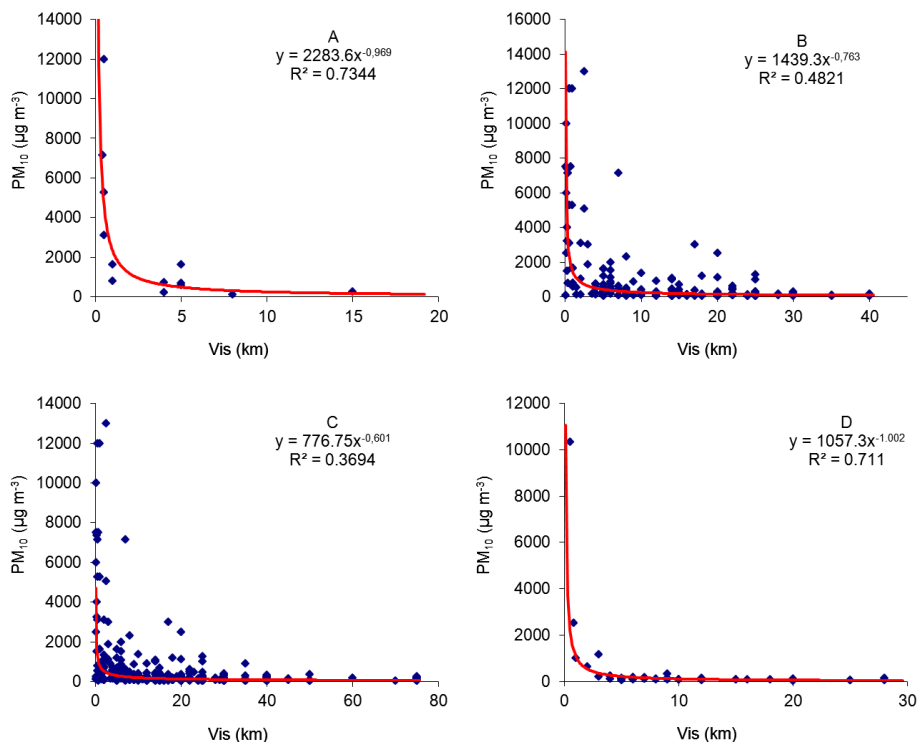 A
y = 2283.6x-0,969
R² = 0.7344
PM10 (µg m-3)
14000
12000
10000
8000
6000
4000
2000
0
0 5 10 15 20
Vis (km)
B
y = 1439.3x-0,763
R² = 0.4821
PM10 (µg m-3)
16000
14000
12000
10000
8000
6000
4000
2000
0
0 10 20 30 40
Vis (km)
C
y = 776.75x-0,601
R² = 0.3694
PM10 (µg m-3)
14000
12000
10000
8000
6000
4000
2000
0
0 20 40 60 80
Vis (km)
D
y = 1057.3x-1.002
R² = 0.711
PM10 (µg m-3)
12000
10000
8000
6000
4000
2000
0
0 10 20 30
Vis (km)